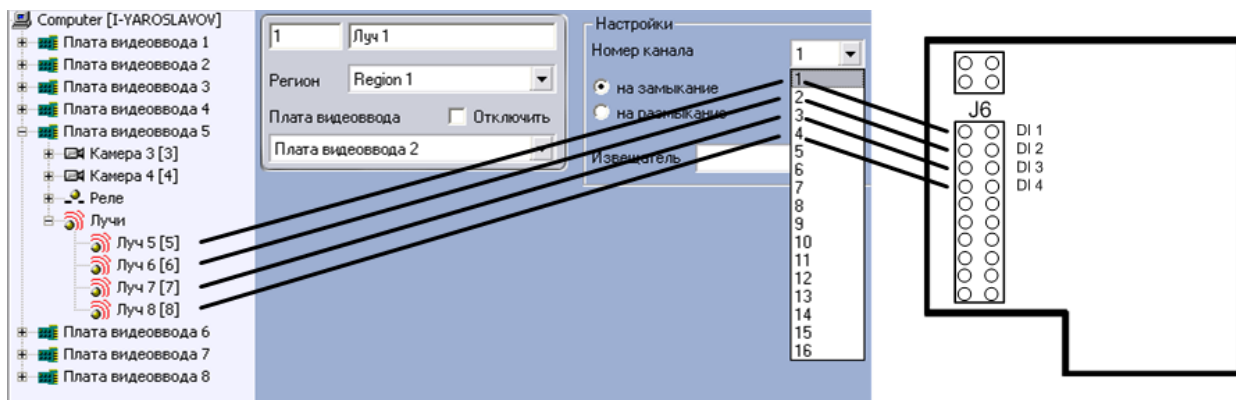 Computer [I-YAROSLAVOV]
Плата видеоввода 1
Плата видеоввода 2
Плата видеоввода 3
Плата видеоввода 4
Плата видеоввода 5
Камера 3 [3]
Камера 4 [4]
Реле
Лучи
Луч 5 [5]
Луч 6 [6]
Луч 7 [7]
Луч 8 [8]
Плата видеоввода 6
Плата видеоввода 7
Плата видеоввода 8
1 Луч 1
Регион Region 1
Плата видеоввода Отключить
Плата видеоввода 2
Настройки
Номер канала 1
на замыкание
на размыкание
Извещатель
1
2
3
4
5
6
7
8
9
10
11
12
13
14
15
16
J6
DI 1
DI 2
DI 3
DI 4